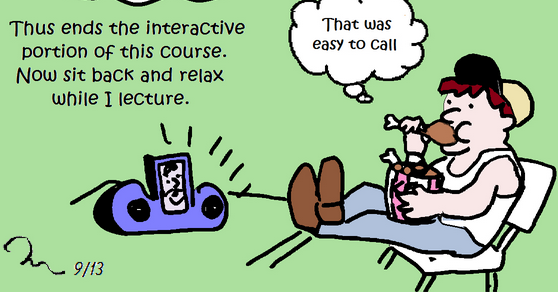 Thus ends the interactive
portion of this course.
Now sit back and relax
while I lecture.
That was
easy to call
9/13